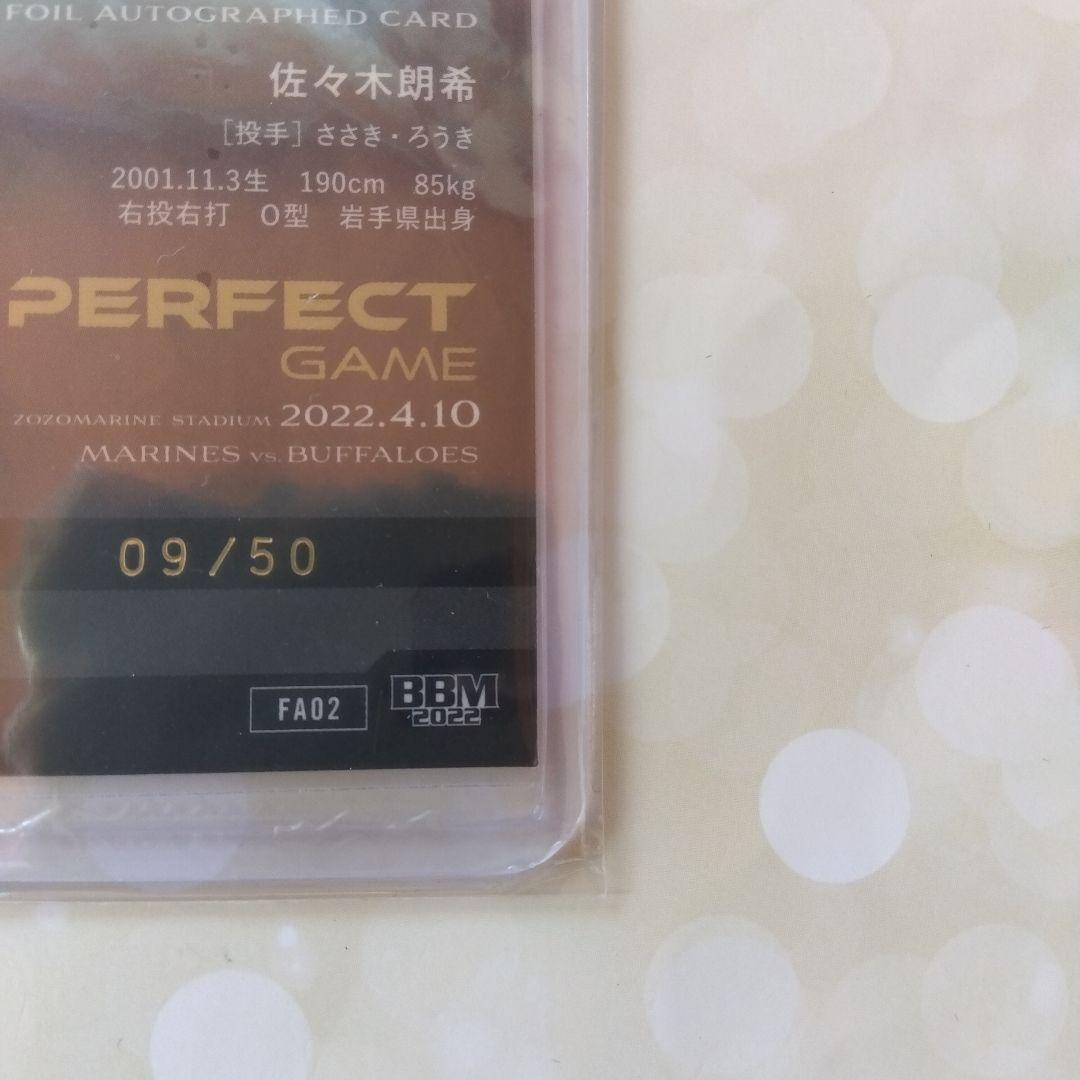 FOIL AUTOGRAPHED CARD
佐々木朗希
［投手］ささき・ろうき
2001.11.3生　190cm　85kg
右投右打　O型　岩手県出身
PERFECT
GAME
ZOZOMARINE STADIUM 2022.4.10
MARINES VS. BUFFALOES
09/50
FA02
BBM
2022